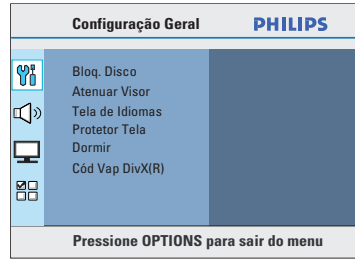 Configuração Geral
PHILIPS
Bloq. Disco
Atenuar Visor
Tela de Idiomas
Protetor Tela
Dormir
Cód Vap DivX(R)
Pressione OPTIONS para sair do menu